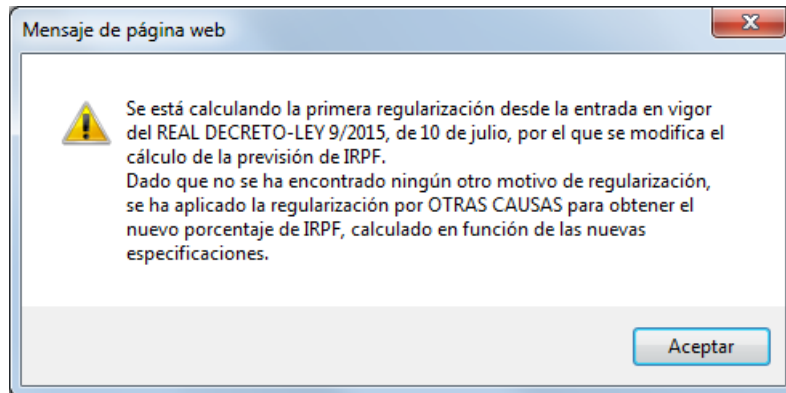 Mensaje de página web
Se está calculando la primera regularización desde la entrada en vigor
del REAL DECRETO-LEY 9/2015, de 10 de julio, por el que se modifica el
cálculo de la previsión de IRPF.
Dado que no se ha encontrado ningún otro motivo de regularización,
se ha aplicado la regularización por OTRAS CAUSAS para obtener el
nuevo porcentaje de IRPF, calculado en función de las nuevas
especificaciones.
Aceptar